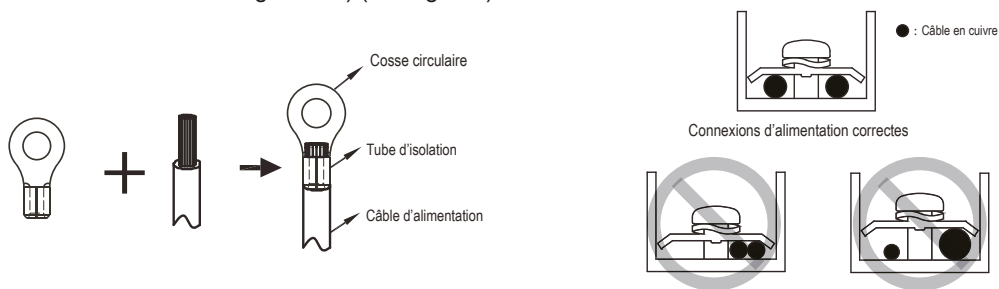 Cosse circulaire
Tube d'isolation
Câble d'alimentation
: Câble en cuivre
Connexions d'alimentation correctes